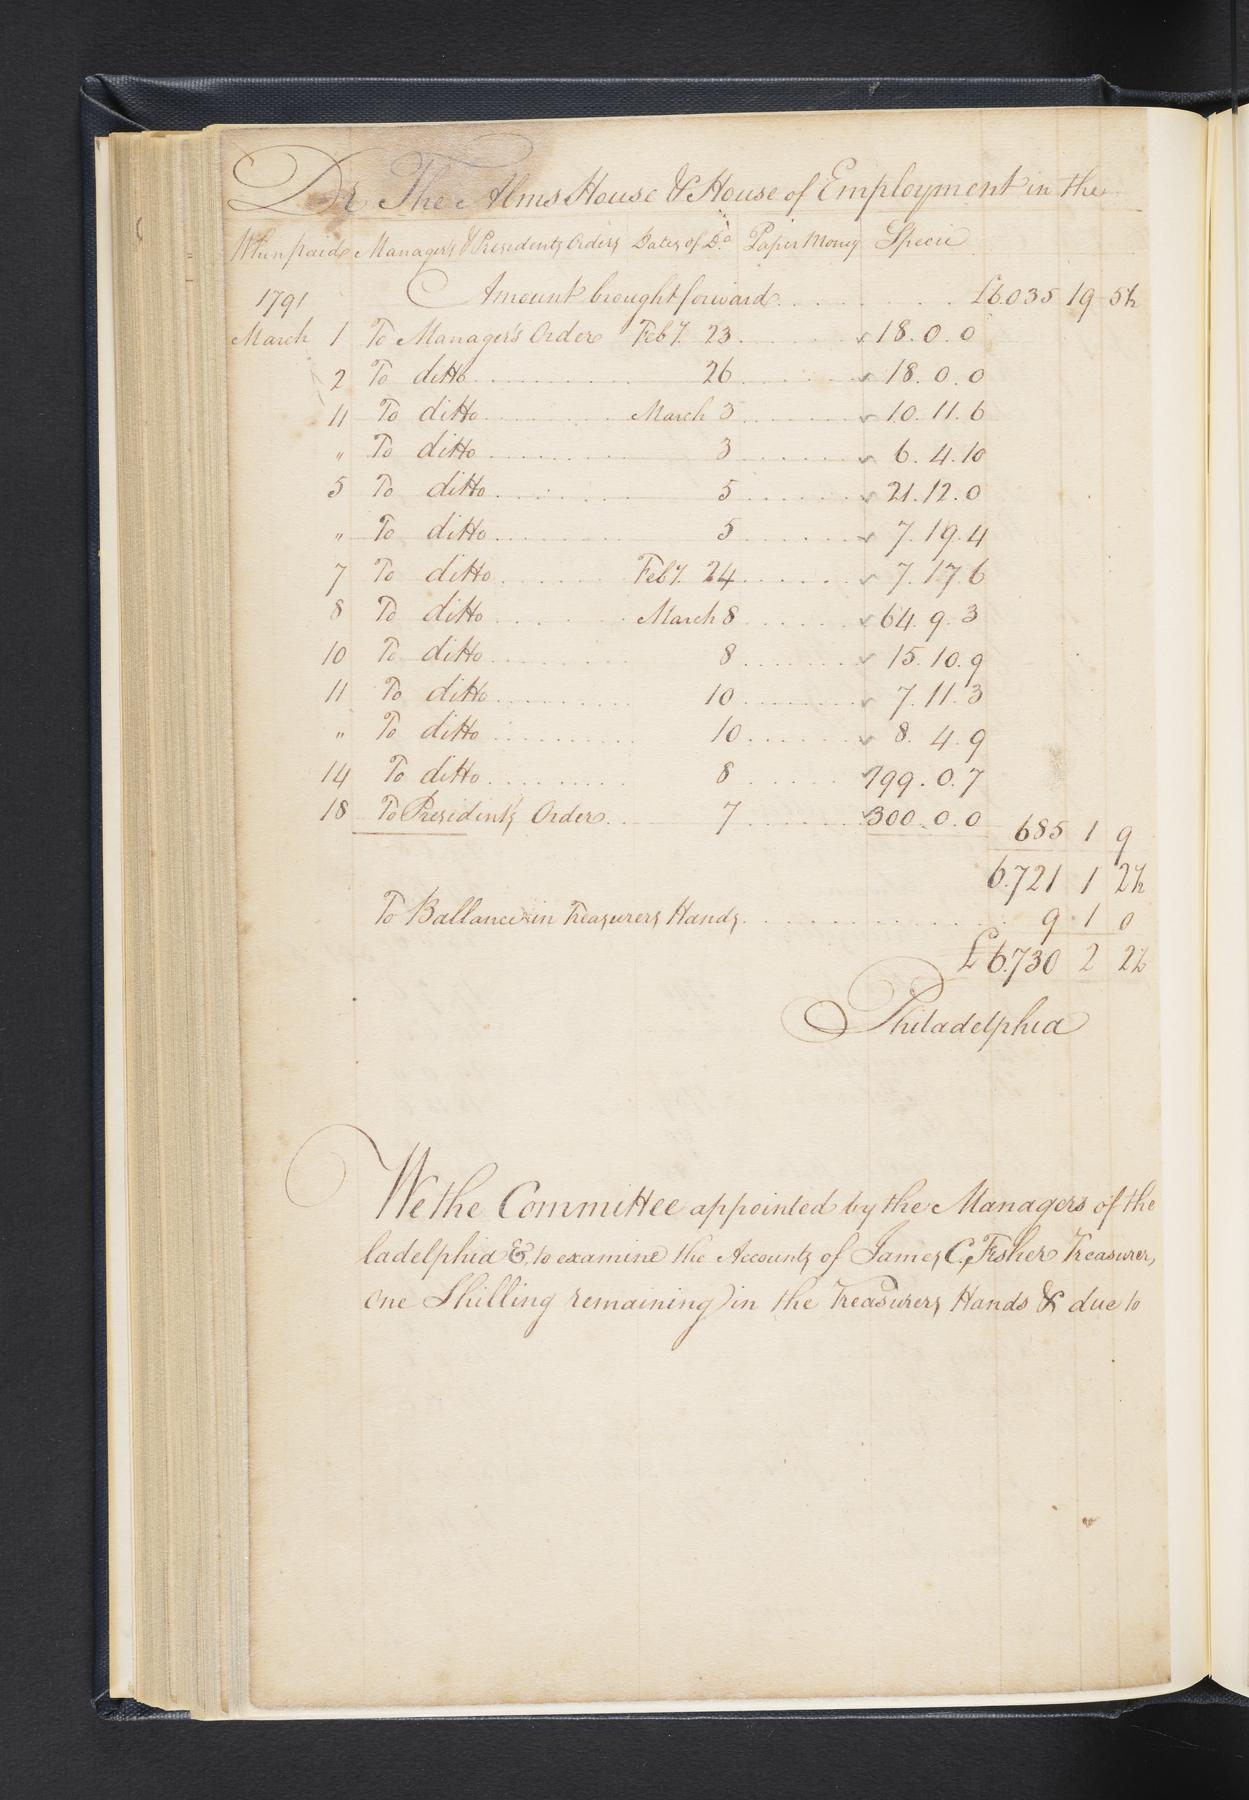 Dr. The Alms House & House of Employment in the
When paid Managers & Presidents Orders Dates of Do. Paper Money Specie
1791 Amount brought forward . . . . . . . . . £6.035 19 5½
March 1 To Manager's Order Feby. 23 . . . . . . 18. 0. 0
2 To ditto . . . . . . 26 . . . . . . 18. 0. 0
4 To ditto . . . . . . March 3 . . . . . . 10. 11. 6
" To ditto . . . . . . 3 . . . . . . 6. 4. 10
5 To ditto . . . . . . 5 . . . . . . 21. 12. 0
" To ditto . . . . . . 5 . . . . . . 7. 19. 4
7 To ditto . . . . . . Feby. 24 . . . . . . 7. 17. 6
8 To ditto . . . . . . March 8 . . . . . . 64. 9. 3
10 To ditto . . . . . . 8 . . . . . . 15. 10. 9
11 To ditto . . . . . . 10 . . . . . . 7. 11. 3
" To ditto . . . . . . 10 . . . . . . 8. 4. 9
14 To ditto . . . . . . 8 . . . . . . 199. 0. 7
18 To Presidents Order . . 7 . . . . . . 300. 0. 0 685 1 9
6.721 1 2½
To Ballance in Treasurers Hands . . . . . . . . . 9 1 0
£6.730 2 2½
Philadelphia
We the Committee appointed by the Managers of the
ladelphia &c. to examine the Accounts of James C. Fisher Treasurer,
one Shilling remaining in the Treasurers Hands & due to